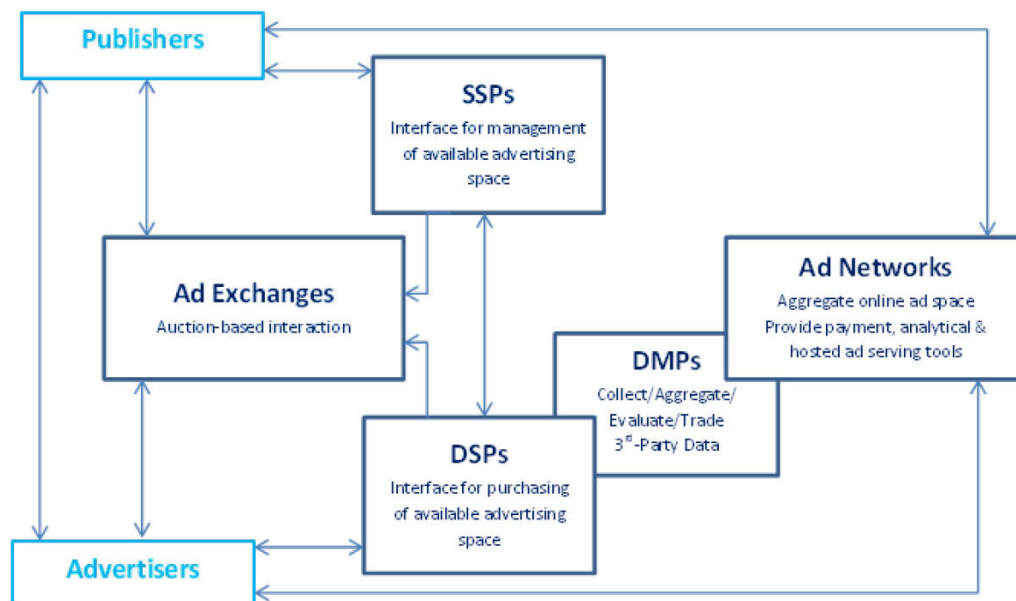 Publishers
SSPs
Interface for management
of available advertising
space
Ad Exchanges
Auction-based interaction
Ad Networks
Aggregate online ad space
Provide payment, analytical &
hosted ad serving tools
DMPs
Collect/Aggregate/
Evaluate/Trade
3rd-Party Data
DSPs
Interface for purchasing
of available advertising
space
Advertisers